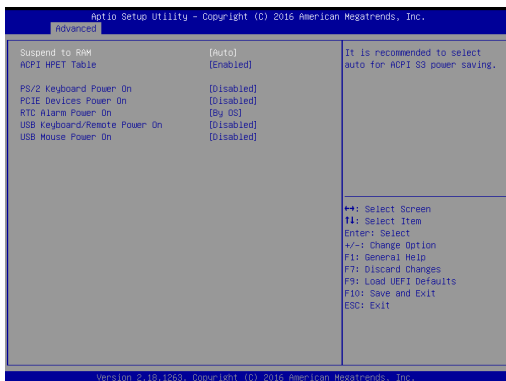 Aptio Setup Utility – Copyright (C) 2016 American Megatrends, Inc.
Advanced
Suspend to RAM [Auto]
ACPI HPET Table [Enabled]
PS/2 Keyboard Power On [Disabled]
PCIE Devices Power On [Disabled]
RTC Alarm Power On [By OS]
USB Keyboard/Remote Power On [Disabled]
USB Mouse Power On [Disabled]
It is recommended to select
auto for ACPI S3 power saving.
↔: Select Screen
↑↓: Select Item
Enter: Select
+/-: Change Option
F1: General Help
F7: Discard Changes
F9: Load UEFI Defaults
F10: Save and Exit
ESC: Exit
Version 2.18.1263. Copyright (C) 2016 American Megatrends, Inc.